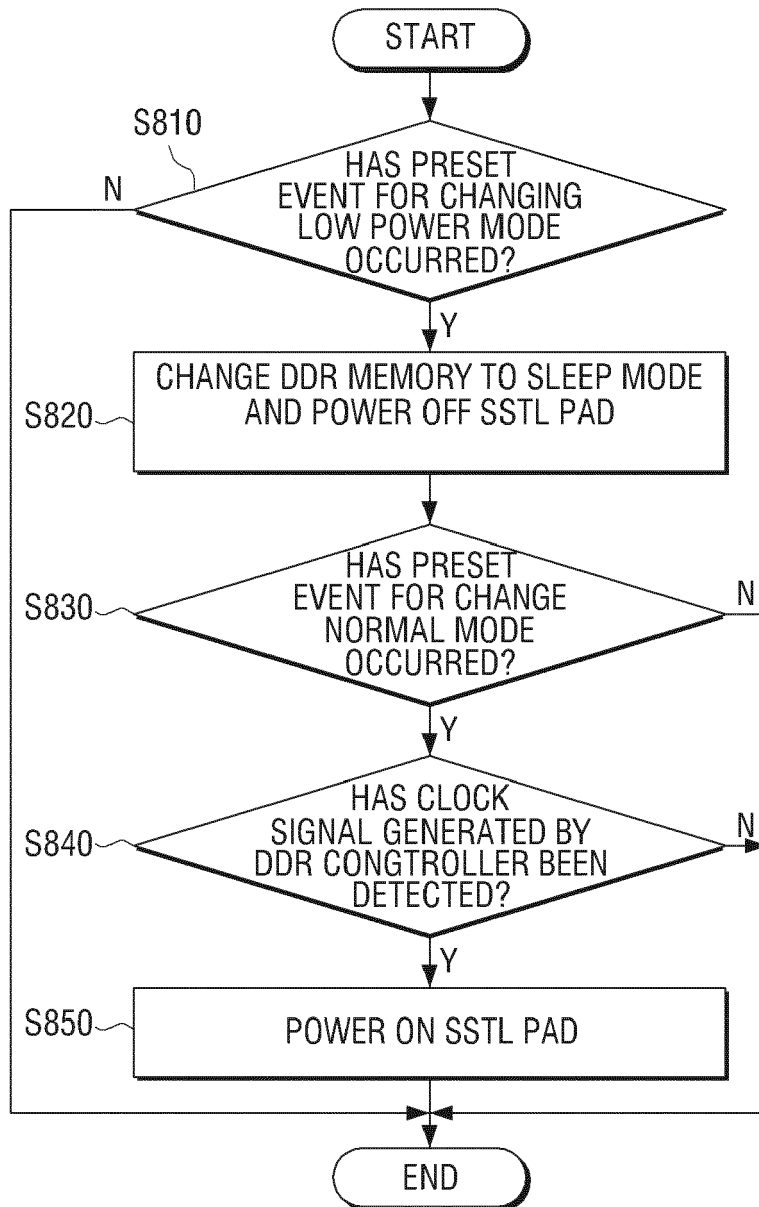 START
S810
N
HAS PRESET
EVENT FOR CHANGING
LOW POWER MODE
OCCURRED?
Y
CHANGE DDR MEMORY TO SLEEP MODE
AND POWER OFF SSTL PAD
S820
HAS PRESET
EVENT FOR CHANGE
NORMAL MODE
OCCURRED?
S830
N
Y
HAS CLOCK
SIGNAL GENERATED BY
DDR CONGTROLLER BEEN
DETECTED?
S840
N
Y
S850
POWER ON SSTL PAD
END